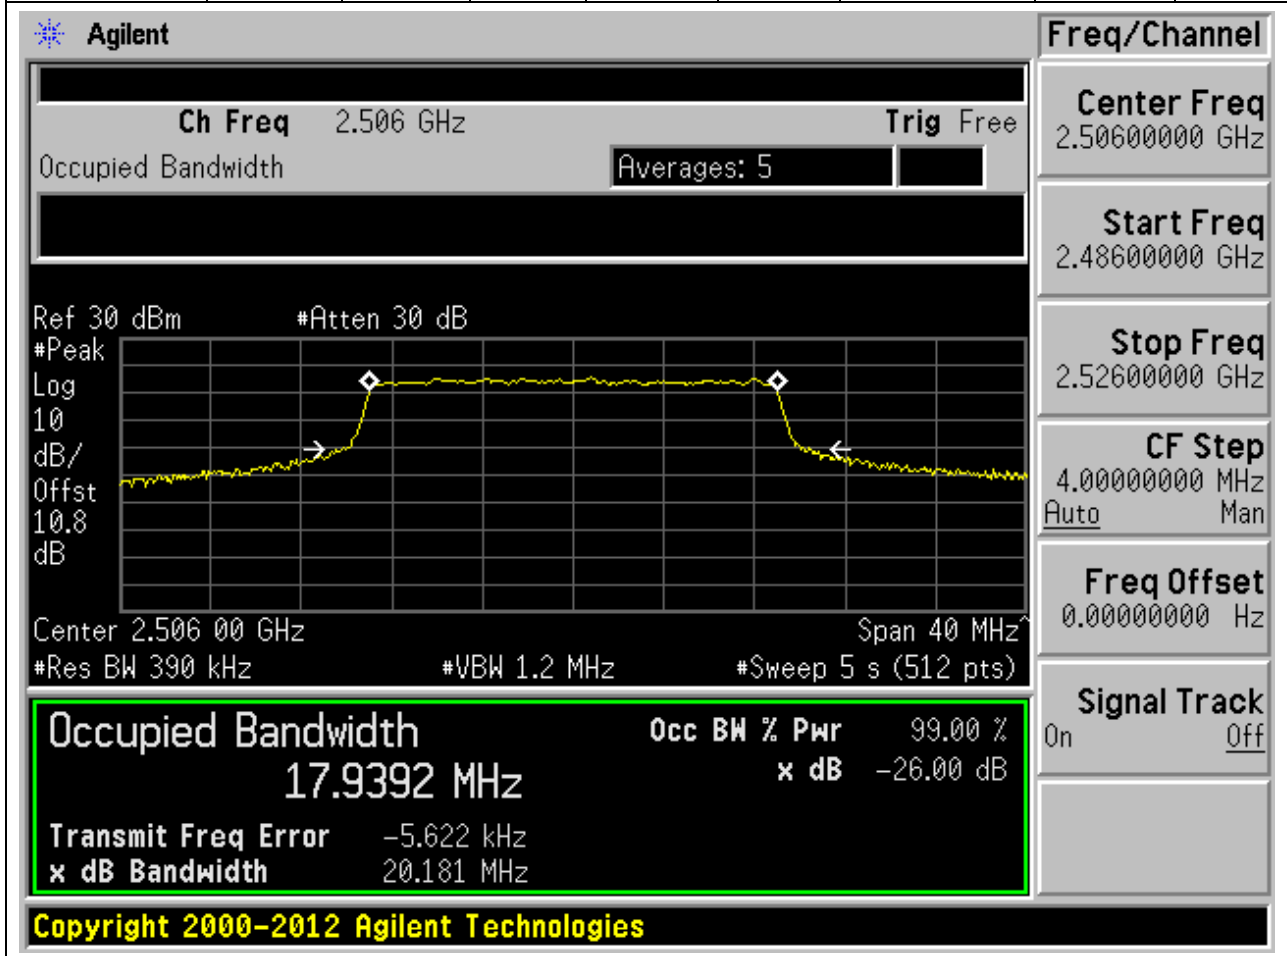 Agilent
Freq/Channel
Ch Freq 2.506 GHz Trig Free
Occupied Bandwidth Averages: 5
Ref 30 dBm #Atten 30 dB
#Peak
Log
10
dB/
Offst
10.8
dB
Center 2.506 00 GHz Span 40 MHz^
#Res BW 390 kHz #VBW 1.2 MHz #Sweep 5 s (512 pts)
Occupied Bandwidth Occ BW % Pwr 99.00 %
17.9392 MHz x dB -26.00 dB
Transmit Freq Error -5.622 kHz
x dB Bandwidth 20.181 MHz
Copyright 2000-2012 Agilent Technologies
Center Freq
2.50600000 GHz
Start Freq
2.48600000 GHz
Stop Freq
2.52600000 GHz
CF Step
4.00000000 MHz
Auto Man
Freq Offset
0.00000000 Hz
Signal Track
On Off